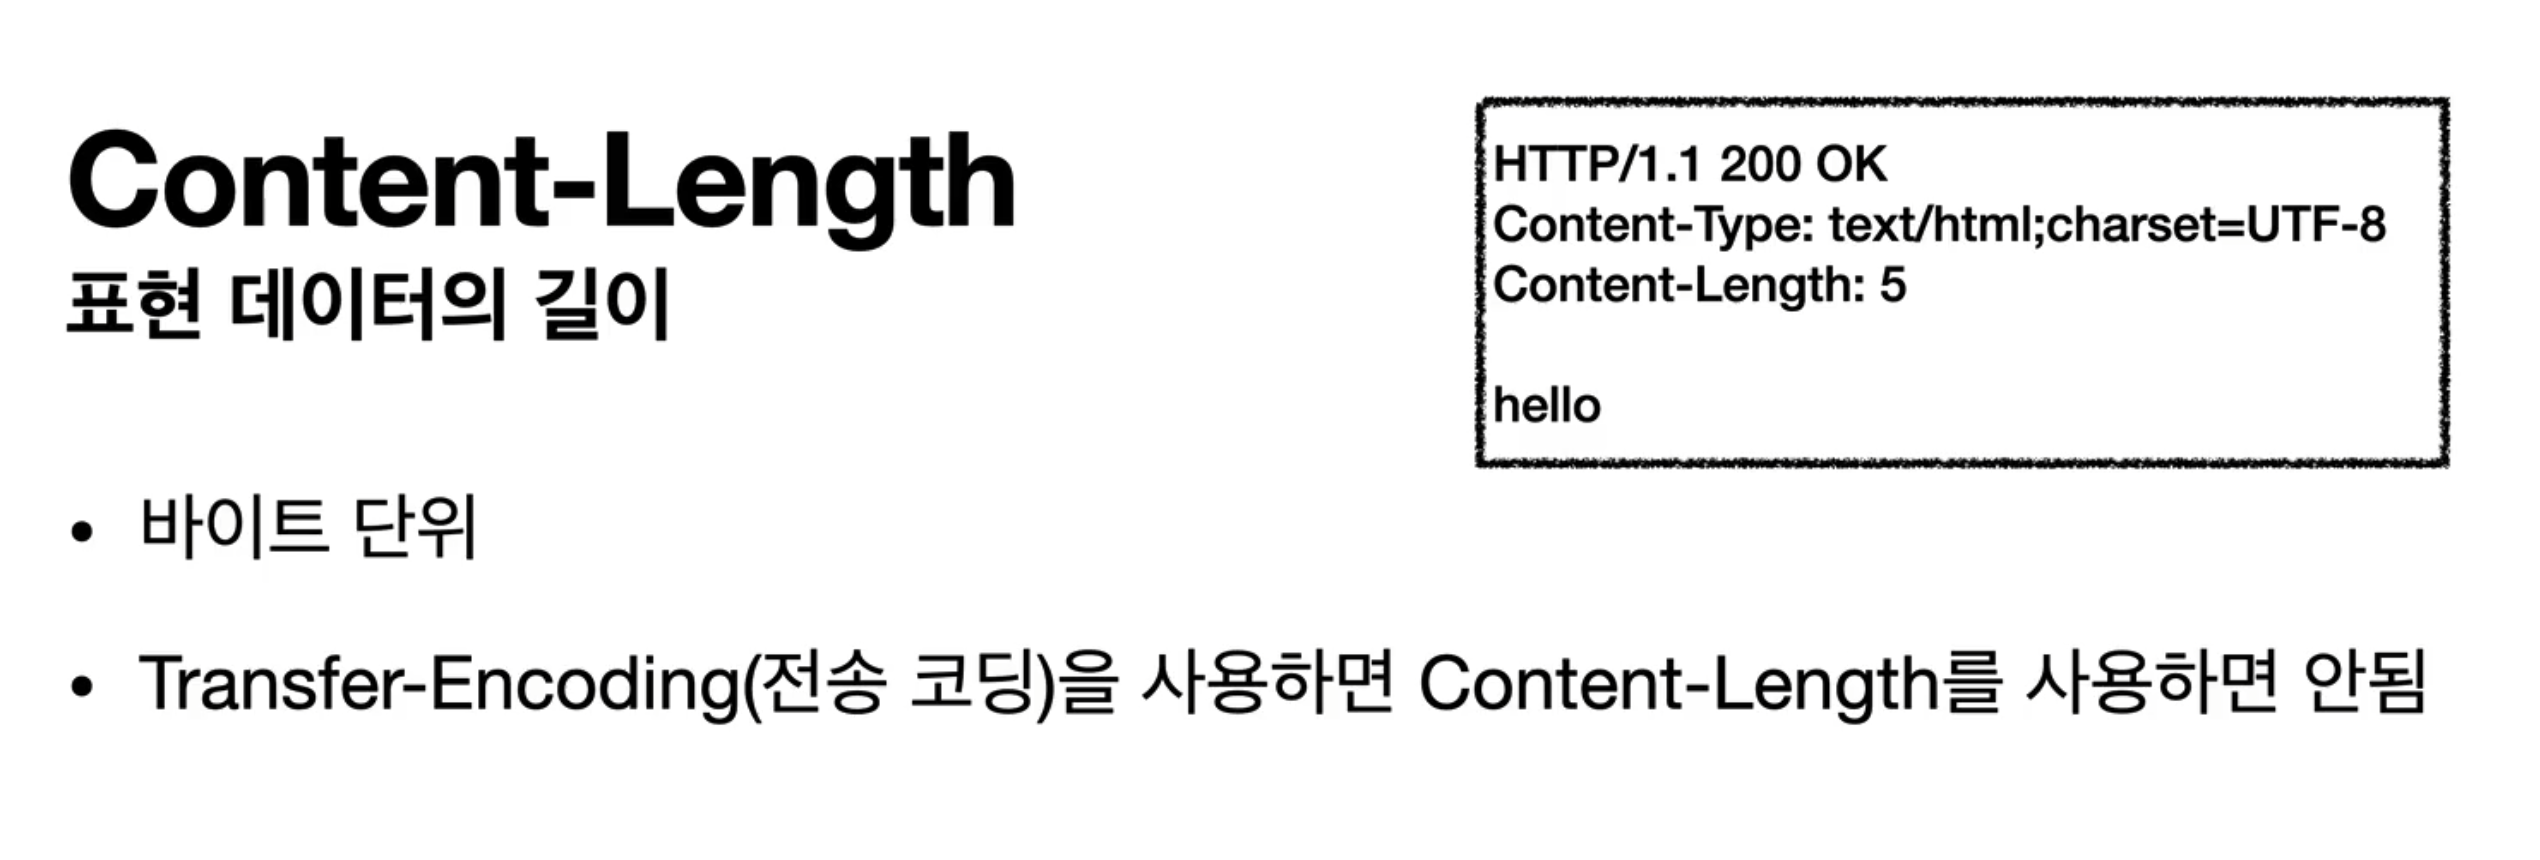 Content-Length
표현 데이터의 길이
HTTP/1.1 200 OK
Content-Type: text/html;charset=UTF-8
Content-Length: 5
hello
• 바이트 단위
• Transfer-Encoding(전송 코딩)을 사용하면 Content-Length를 사용하면 안됨